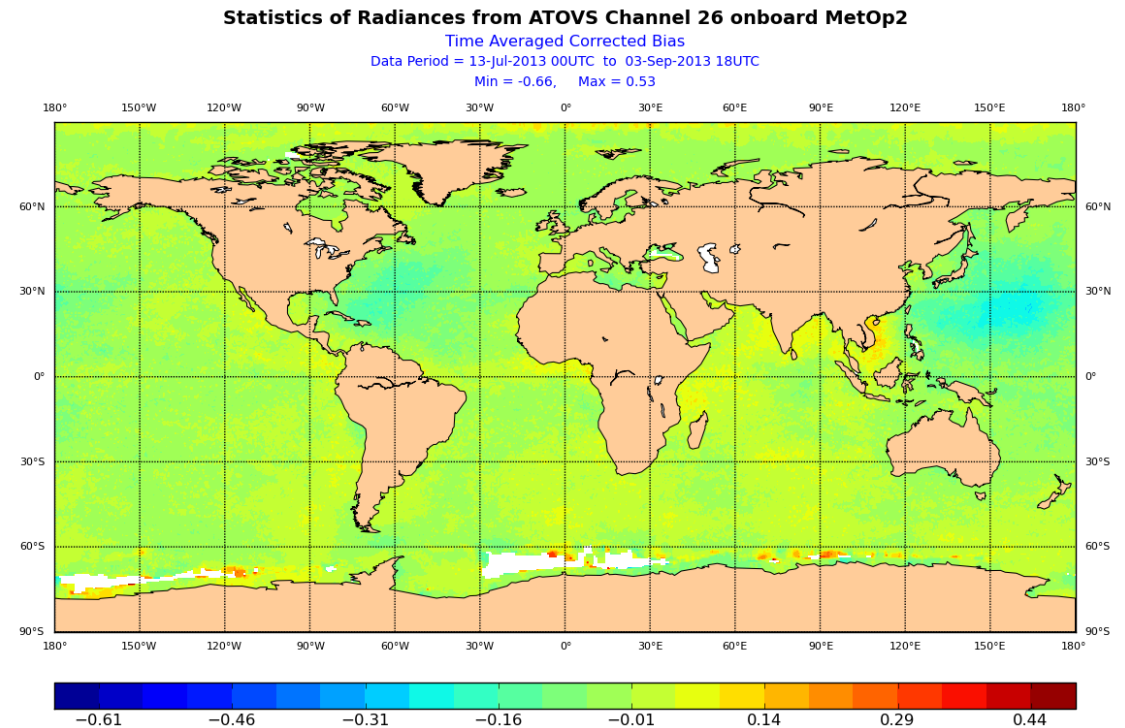 Statistics of Radiances from ATOVS Channel 26 onboard MetOp2
Time Averaged Corrected Bias
Data Period = 13-Jul-2013 00UTC to 03-Sep-2013 18UTC
Min = -0.66, Max = 0.53
180° 150°W 120°W 90°W 60°W 30°W 0° 30°E 60°E 90°E 120°E 150°E 180°
60°N 60°N
30°N 30°N
0° 0°
30°S 30°S
60°S 60°S
90°S 90°S
180° 150°W 120°W 90°W 60°W 30°W 0° 30°E 60°E 90°E 120°E 150°E 180°
−0.61 −0.46 −0.31 −0.16 −0.01 0.14 0.29 0.44